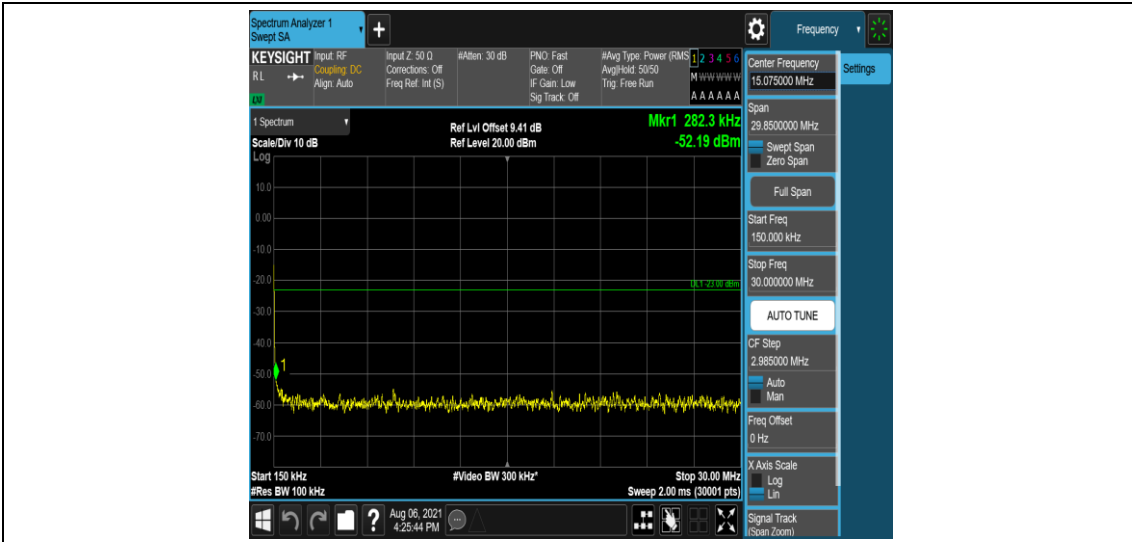 Spectrum Analyzer 1
Swept SA
+
Frequency
KEYSIGHT
RL
LXI
Input: RF
Coupling: DC
Align: Auto
Input Z: 50 Ω
Corrections: Off
Freq Ref: Int (S)
#Atten: 30 dB
PNO: Fast
Gate: Off
IF Gain: Low
Sig Track: Off
#Avg Type: Power (RMS
Avg|Hold: 50/50
Trig: Free Run
1 2 3 4 5 6
M W W W W W
A A A A A A
1 Spectrum
Scale/Div 10 dB
Log
Ref Lvl Offset 9.41 dB
Ref Level 20.00 dBm
Mkr1 282.3 kHz
-52.19 dBm
10.0
0.00
-10.0
-20.0
DL1 -23.00 dBm
-30.0
-40.0
1
-50.0
-60.0
-70.0
Start 150 kHz
#Video BW 300 kHz*
Stop 30.00 MHz
#Res BW 100 kHz
Sweep 2.00 ms (30001 pts)
?
Aug 06, 2021
4:25:44 PM
Center Frequency
15.075000 MHz
Settings
Span
29.8500000 MHz
Swept Span
Zero Span
Full Span
Start Freq
150.000 kHz
Stop Freq
30.000000 MHz
AUTO TUNE
CF Step
2.985000 MHz
Auto
Man
Freq Offset
0 Hz
X Axis Scale
Log
Lin
Signal Track
(Span Zoom)